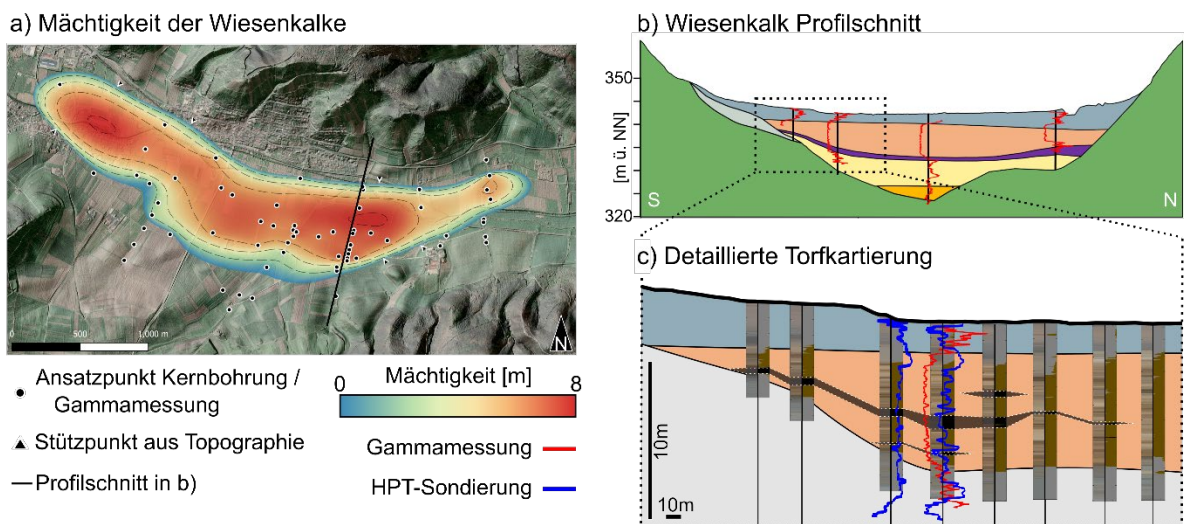 a) Mächtigkeit der Wiesenkalke
0 500 1,000 m
N
Ansatzpunkt Kernbohrung /
Gammamessung
Stützpunkt aus Topographie
Profilschnitt in b)
0 Mächtigkeit [m] 8
Gammamessung
HPT-Sondierung
b) Wiesenkalk Profilschnitt
350
[m ü. NN]
320
S N
c) Detaillierte Torfkartierung
10m
10m